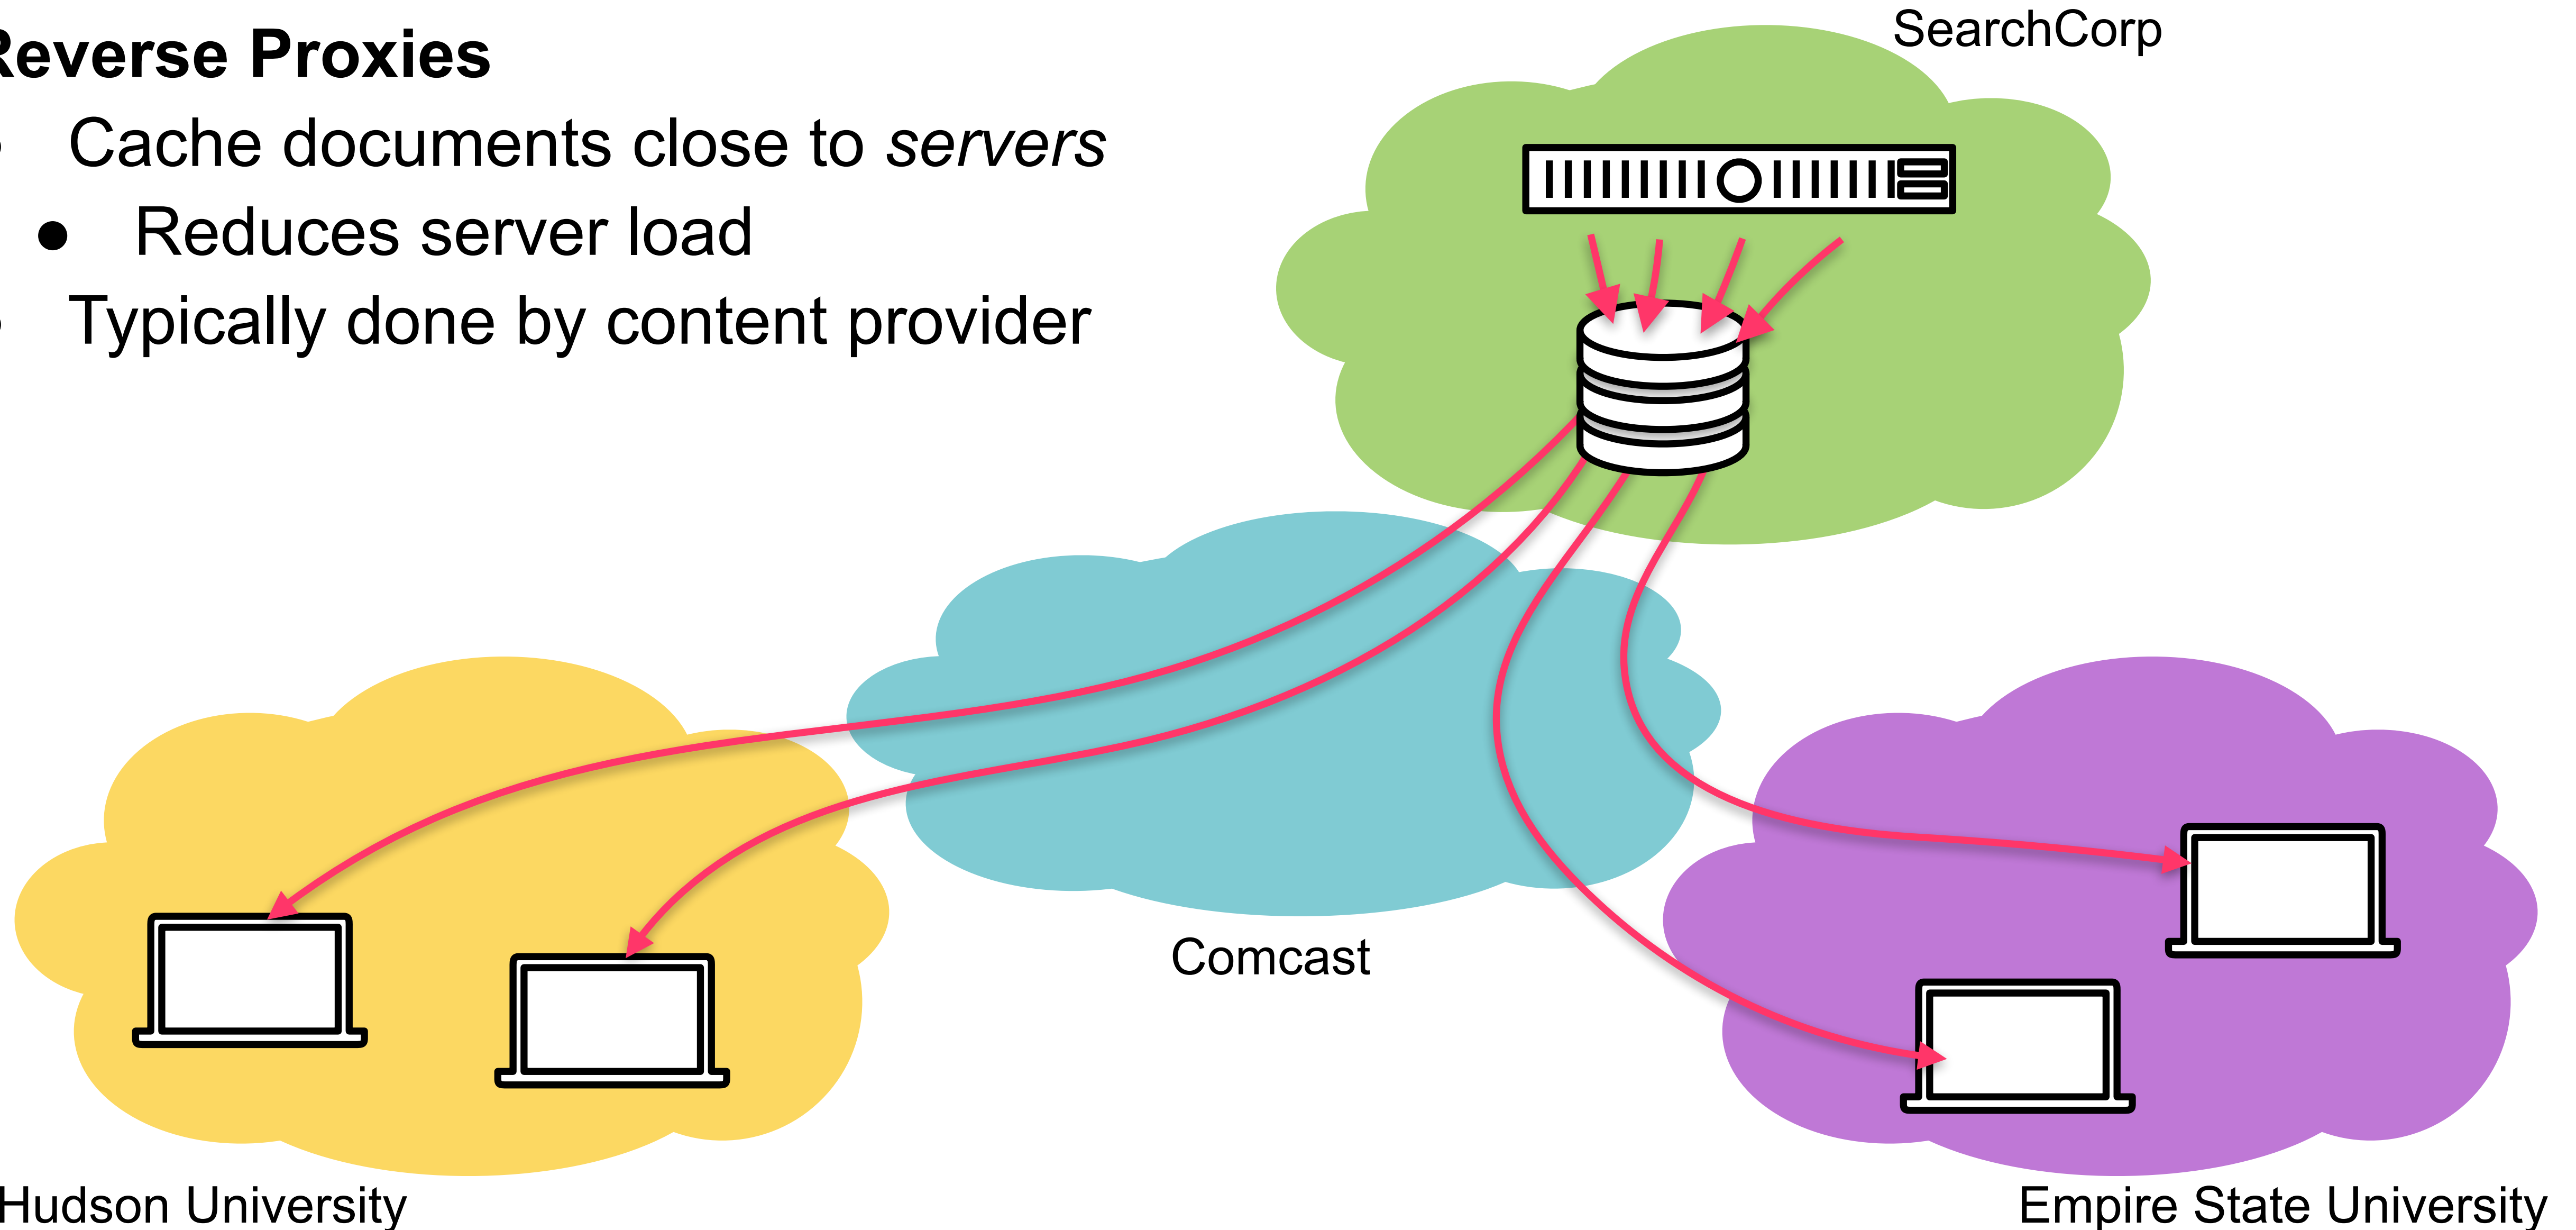 Reverse Proxies
Cache documents close to servers
● Reduces server load
Typically done by content provider
SearchCorp
Comcast
Hudson University
Empire State University